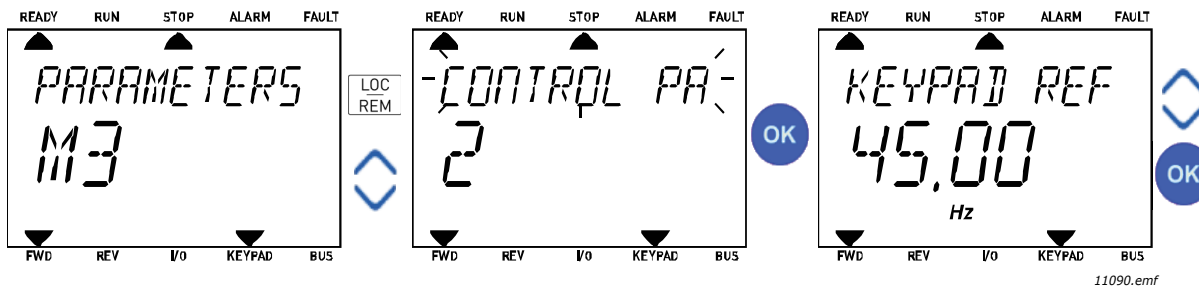 READY RUN STOP ALARM FAULT
PARAMETERS
M3
FWD REV I/O KEYPAD BUS
LOC
REM
READY RUN STOP ALARM FAULT
CONTROL PA
2
FWD REV I/O KEYPAD BUS
OK
READY RUN STOP ALARM FAULT
KEYPAD REF
45.00
Hz
FWD REV I/O KEYPAD BUS
OK
11090.emf